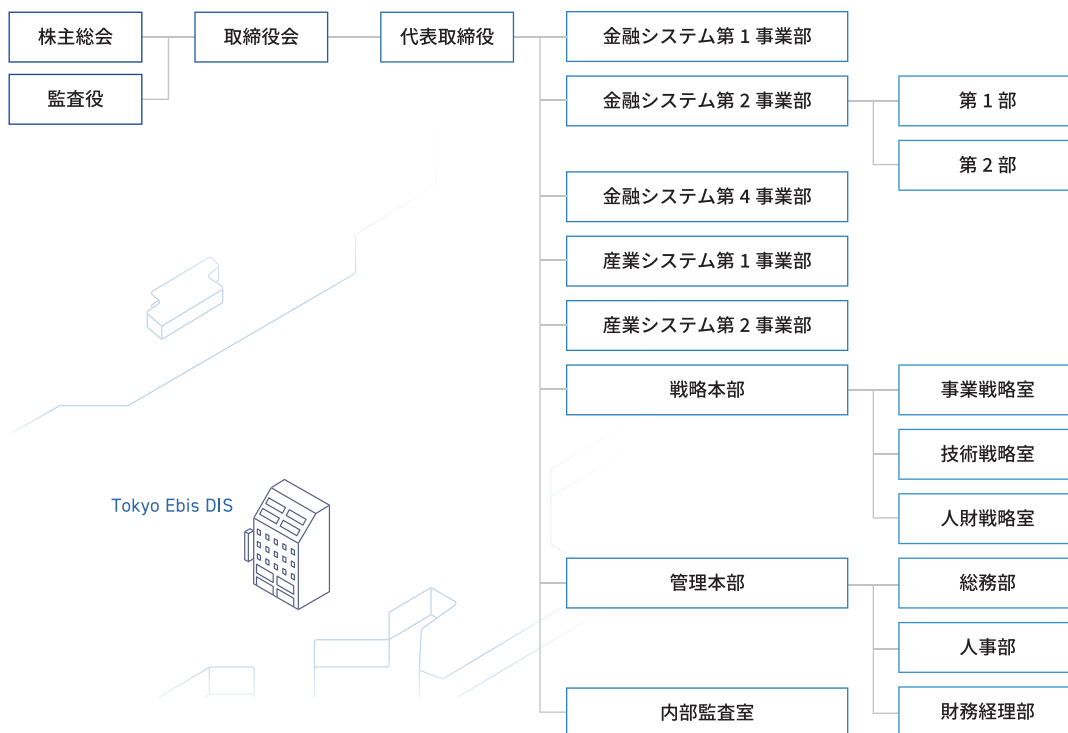 株主総会
取締役会
代表取締役
監査役
金融システム第 1 事業部
金融システム第 2 事業部
第 1 部
第 2 部
金融システム第 4 事業部
産業システム第 1 事業部
産業システム第 2 事業部
戦略本部
事業戦略室
技術戦略室
人財戦略室
管理本部
総務部
人事部
財務経理部
内部監査室
Tokyo Ebis DIS